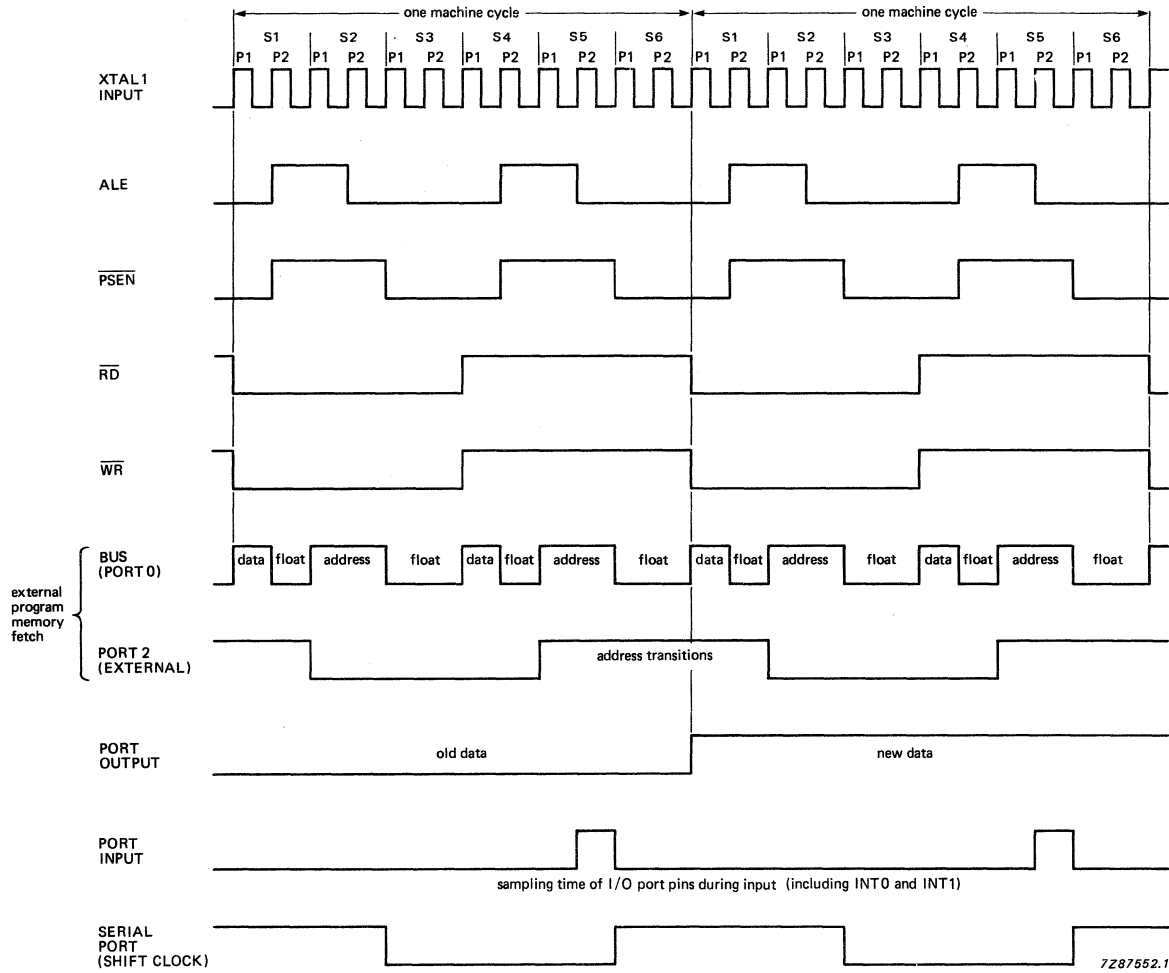 one machine cycle one machine cycle
S1 S2 S3 S4 S5 S6 S1 S2 S3 S4 S5 S6
P1 P2 P1 P2 P1 P2 P1 P2 P1 P2 P1 P2 P1 P2 P1 P2 P1 P2 P1 P2 P1 P2 P1 P2
XTAL1
INPUT
ALE
PSEN
RD
WR
external
program
memory
fetch
BUS
(PORT 0)
data float address float data float address float data float address float data float address float
PORT 2
(EXTERNAL)
address transitions
PORT
OUTPUT
old data new data
PORT
INPUT
sampling time of I/O port pins during input (including INT0 and INT1)
SERIAL
PORT
(SHIFT CLOCK)
7Z87552.1